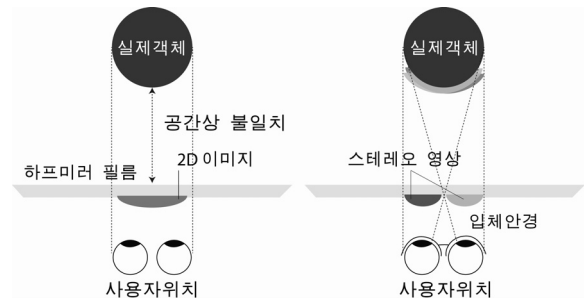 실제객체
공간상 불일치
하프미러 필름
2D 이미지
사용자위치
실제객체
스테레오 영상
입체안경
사용자위치